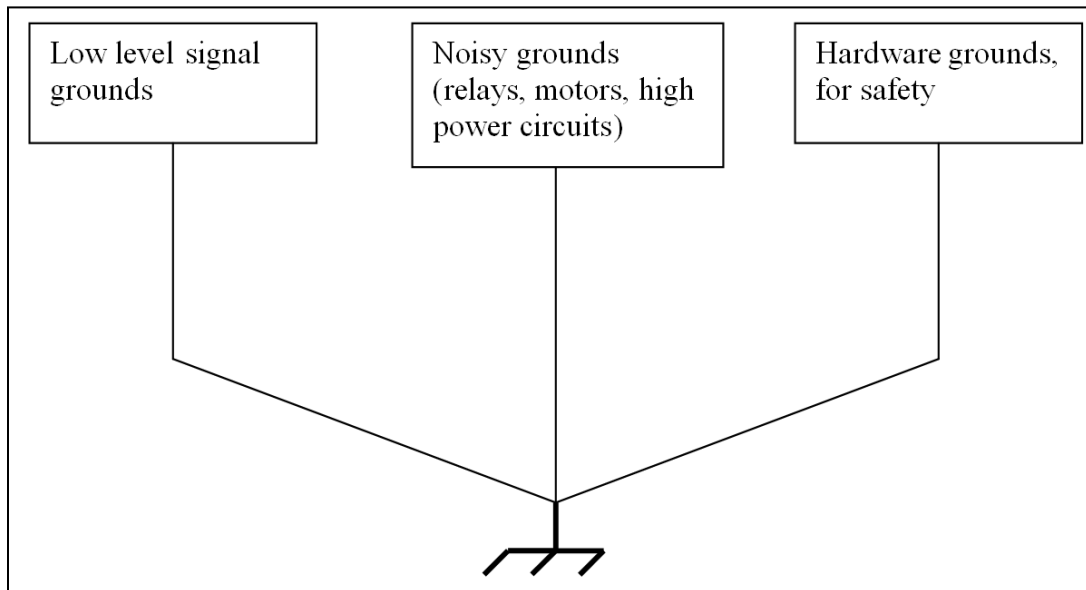 Low level signal
grounds
Noisy grounds
(relays, motors, high
power circuits)
Hardware grounds,
for safety